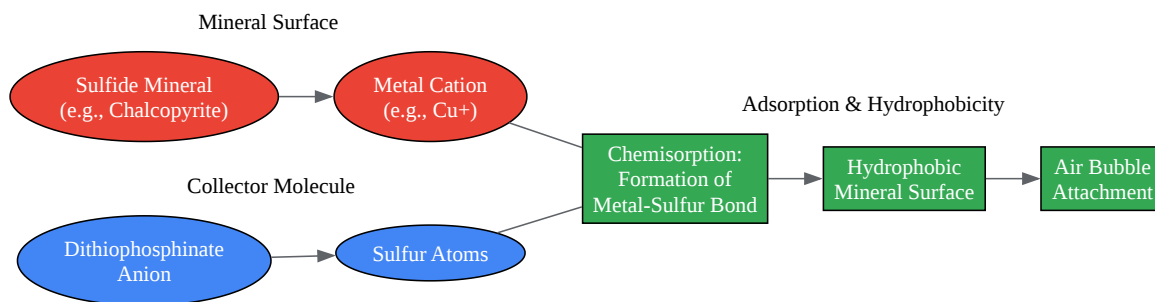 Mineral Surface
Sulfide Mineral
(e.g., Chalcopyrite)
Metal Cation
(e.g., Cu+)
Collector Molecule
Dithiophosphinate
Anion
Sulfur Atoms
Adsorption & Hydrophobicity
Chemisorption:
Formation of
Metal-Sulfur Bond
Hydrophobic
Mineral Surface
Air Bubble
Attachment